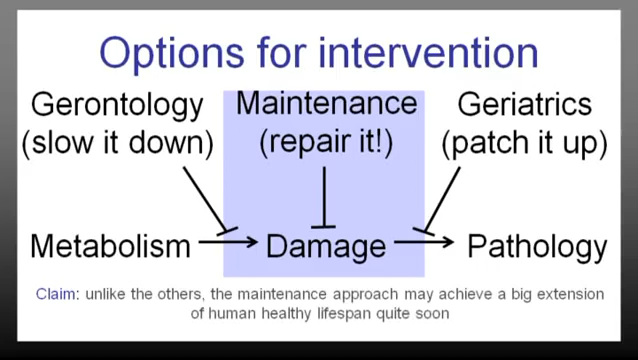 Options for intervention
Gerontology
(slow it down)
Maintenance
(repair it!)
Geriatrics
(patch it up)
Metabolism
Damage
Pathology
Claim: unlike the others, the maintenance approach may achieve a big extension
of human healthy lifespan quite soon